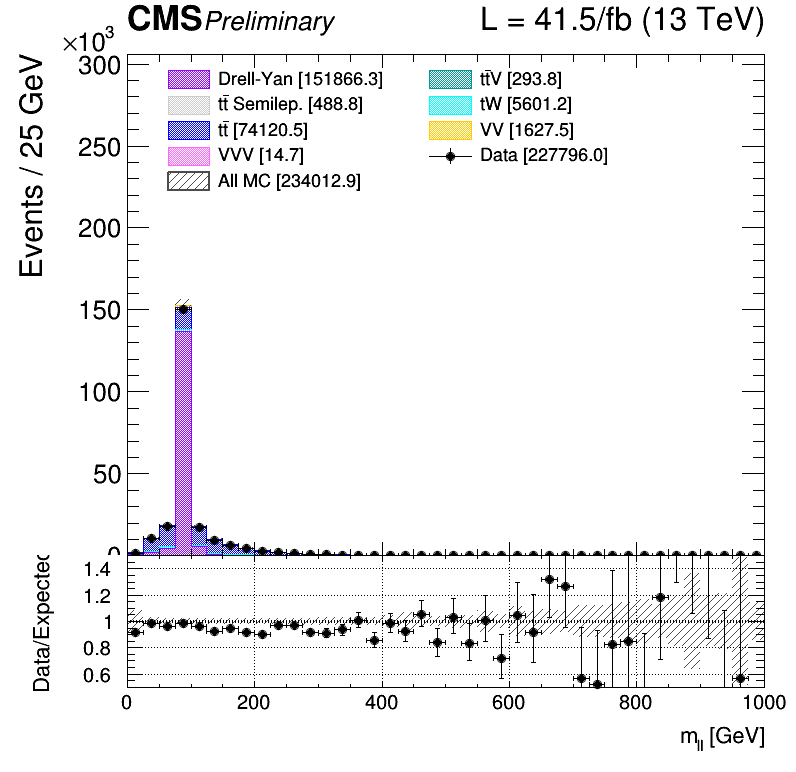 CMS Preliminary L = 41.5/fb (13 TeV)
×10³
Events / 25 GeV
300
250
200
150
100
50
0
Drell-Yan [151866.3]
tt̄ Semilep. [488.8]
tt̄ [74120.5]
VVV [14.7]
All MC [234012.9]
tt̄V [293.8]
tW [5601.2]
VV [1627.5]
Data [227796.0]
Data/Expected
1.4
1.2
1
0.8
0.6
0 200 400 600 800 1000
m_ll [GeV]